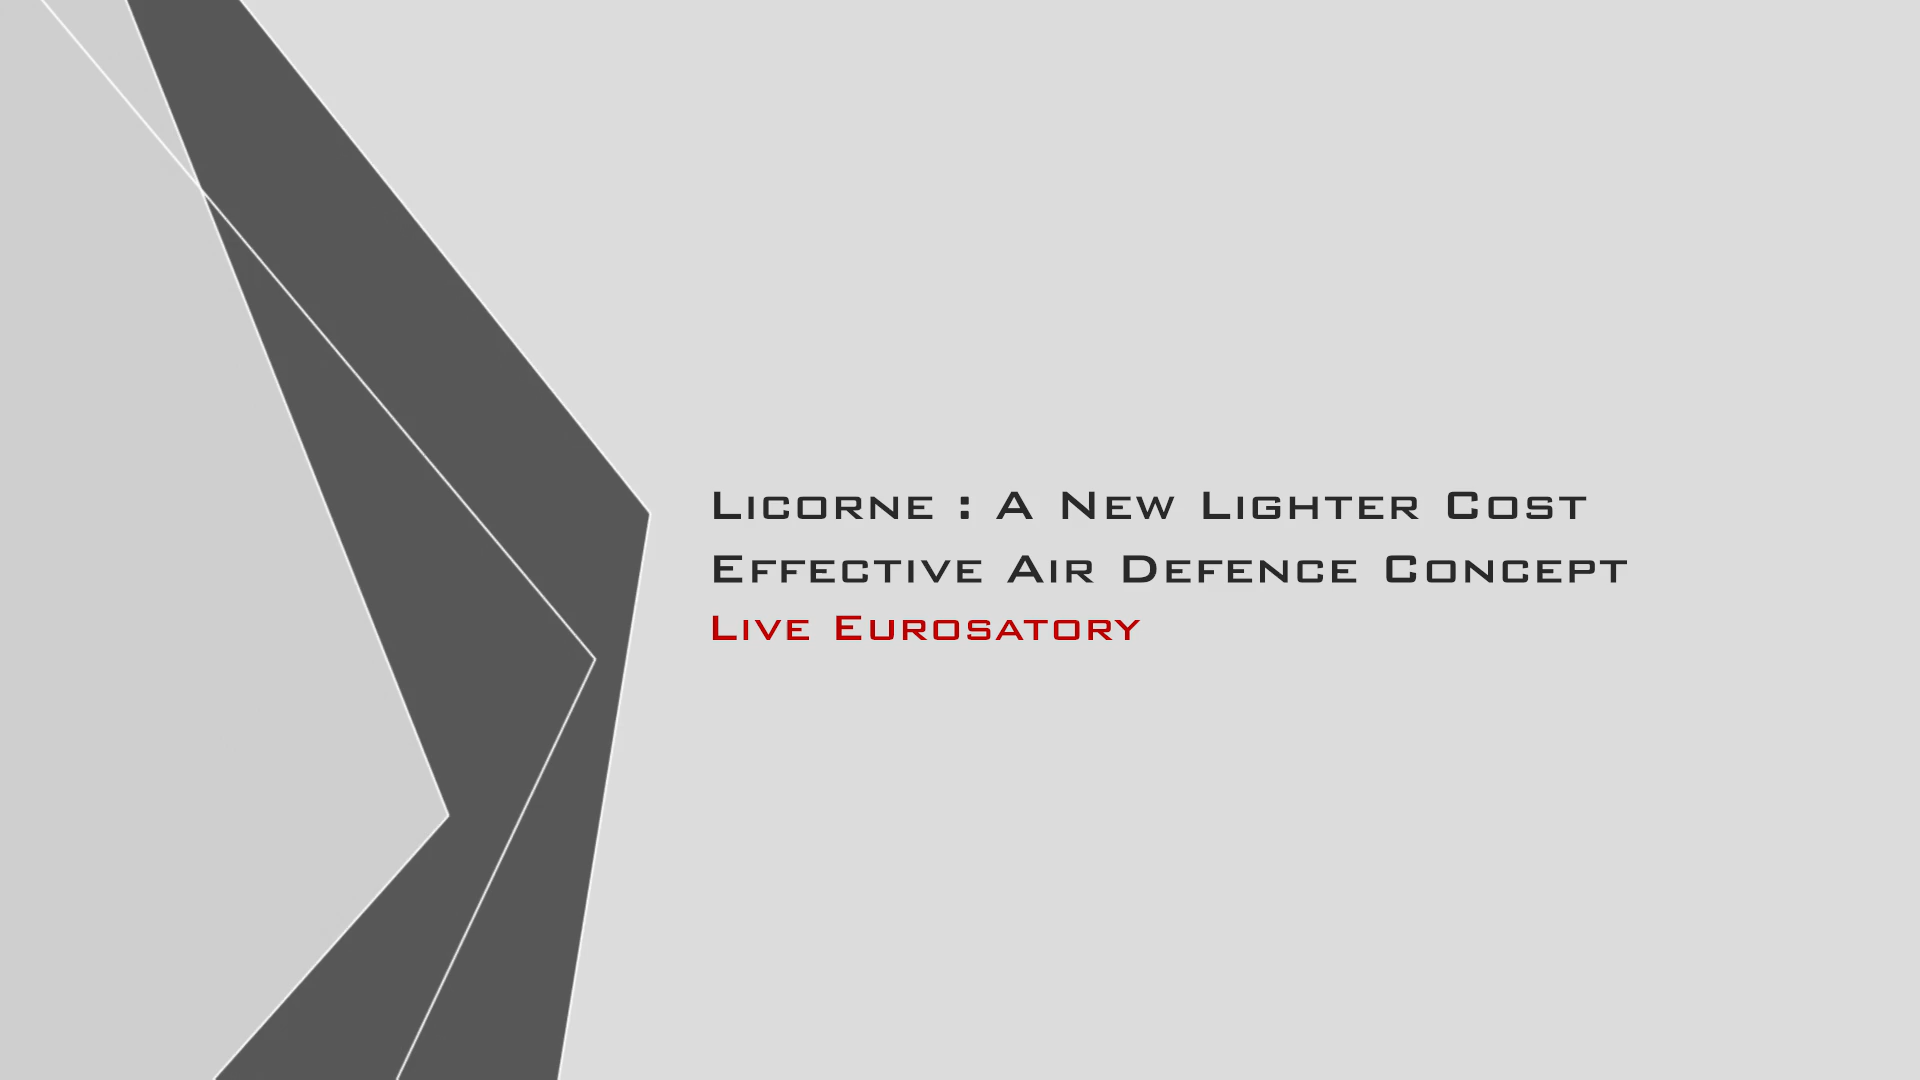 Licorne : A New Lighter Cost
Effective Air Defence Concept
Live Eurosatory